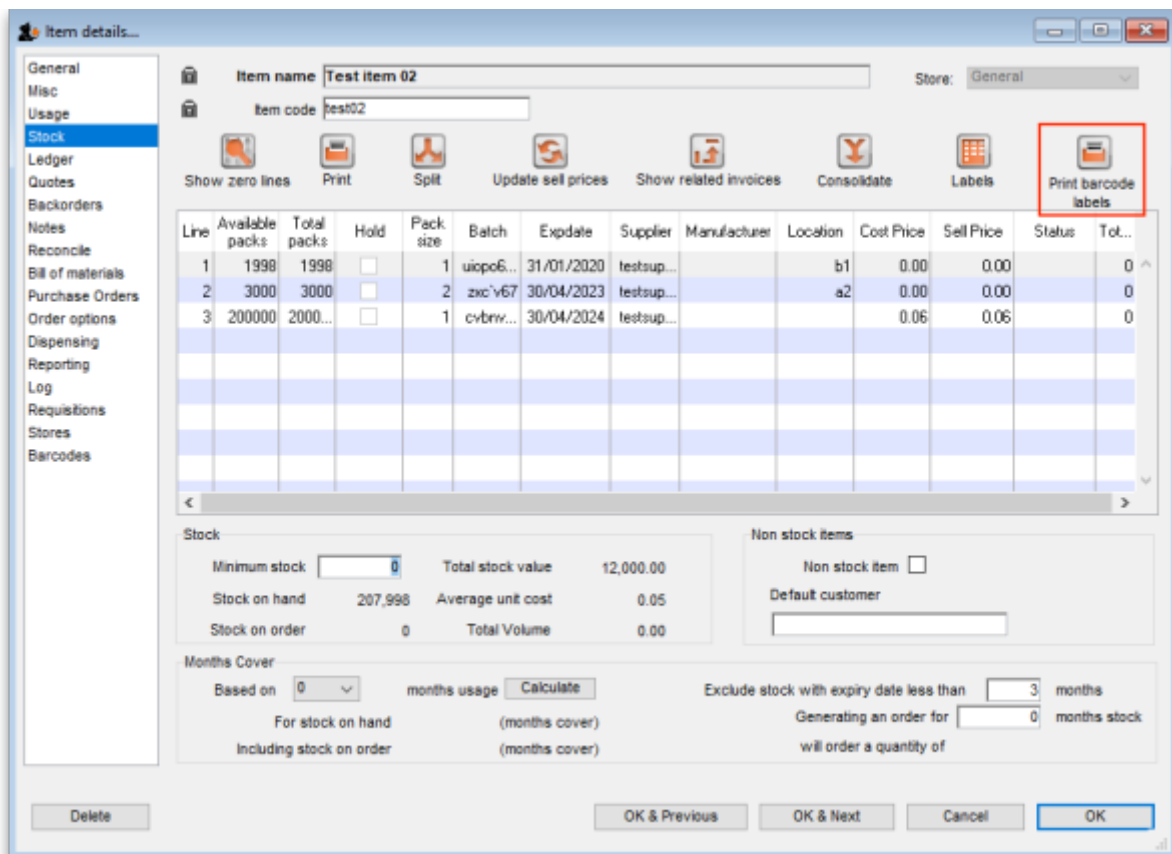 Item details...
General
Misc
Usage
Stock
Ledger
Quotes
Backorders
Notes
Reconcile
Bill of materials
Purchase Orders
Order options
Dispensing
Reporting
Log
Requisitions
Stores
Barcodes
Item name Test item 02 Store: General
Item code test02
Show zero lines Print Split Update sell prices Show related invoices Consolidate Labels Print barcode labels
Line Available packs Total packs Hold Pack size Batch Expdate Supplier Manufacturer Location Cost Price Sell Price Status Tot...
1 1998 1998 1 uiopo6... 31/01/2020 testsup... b1 0.00 0.00 0
2 3000 3000 2 zxc`v67 30/04/2023 testsup... a2 0.00 0.00 0
3 200000 2000... 1 cvbnv... 30/04/2024 testsup... 0.06 0.06 0
Stock
Minimum stock 0 Total stock value 12,000.00
Stock on hand 207,998 Average unit cost 0.05
Stock on order 0 Total Volume 0.00
Non stock items
Non stock item
Default customer
Months Cover
Based on 0 months usage Calculate
For stock on hand (months cover)
Including stock on order (months cover)
Exclude stock with expiry date less than 3 months
Generating an order for 0 months stock
will order a quantity of
Delete OK & Previous OK & Next Cancel OK